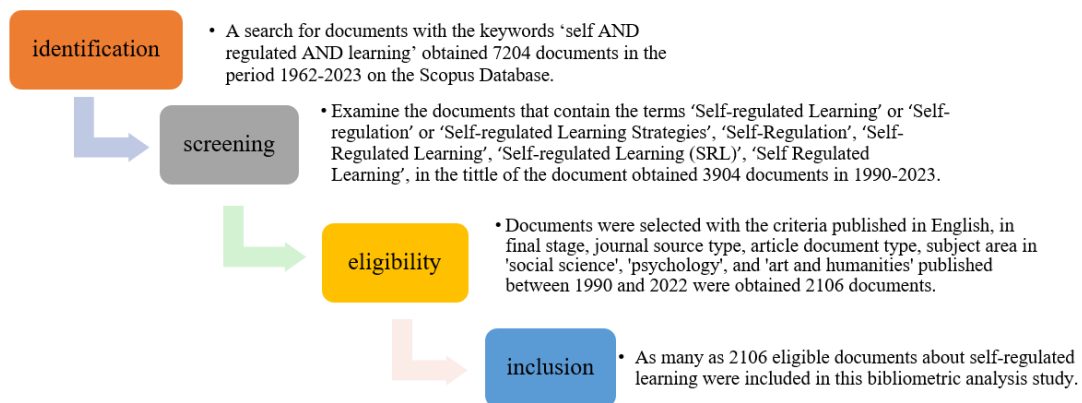 identification
• A search for documents with the keywords ‘self AND
regulated AND learning’ obtained 7204 documents in the
period 1962-2023 on the Scopus Database.
screening
• Examine the documents that contain the terms ‘Self-regulated Learning’ or ‘Self-
regulation’ or ‘Self-regulated Learning Strategies’, ‘Self-Regulation’, ‘Self-
Regulated Learning’, ‘Self-regulated Learning (SRL)’, ‘Self Regulated
Learning’, in the tittle of the document obtained 3904 documents in 1990-2023.
eligibility
• Documents were selected with the criteria published in English, in
final stage, journal source type, article document type, subject area in
'social science', 'psychology', and 'art and humanities' published
between 1990 and 2022 were obtained 2106 documents.
inclusion
• As many as 2106 eligible documents about self-regulated
learning were included in this bibliometric analysis study.